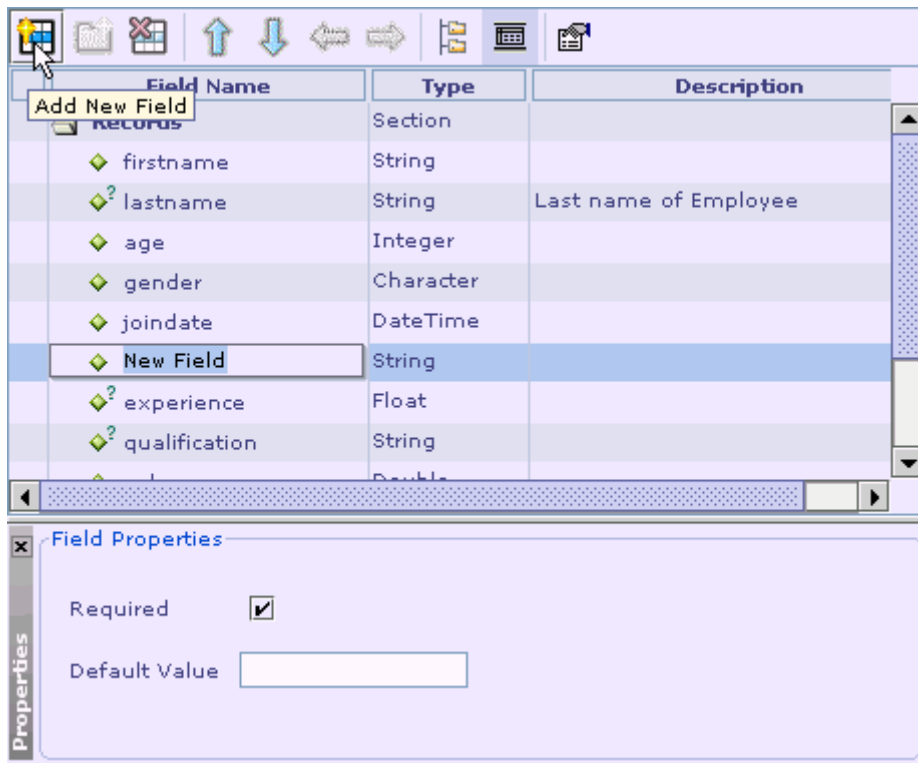 Field Name Type Description
Add New Field
Records Section
firstname String
? lastname String Last name of Employee
age Integer
gender Character
joindate DateTime
New Field String
? experience Float
? qualification String
Double
Field Properties
Required
Default Value
Properties